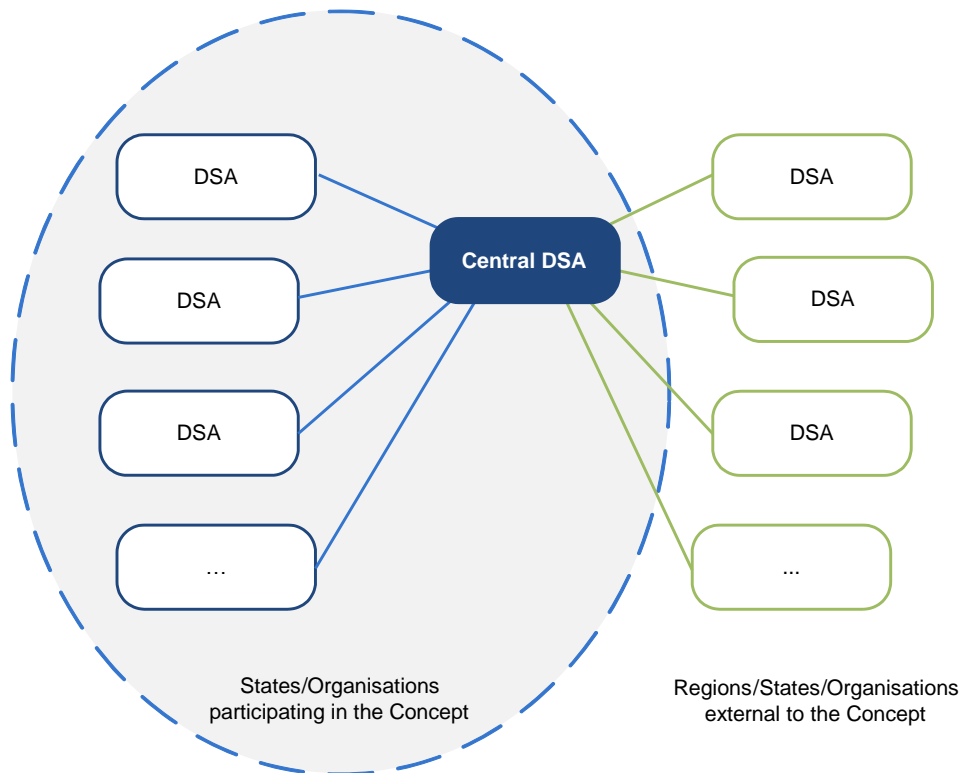 DSA
DSA
Central DSA
DSA
DSA
DSA
DSA
…
...
States/Organisations
participating in the Concept
Regions/States/Organisations
external to the Concept